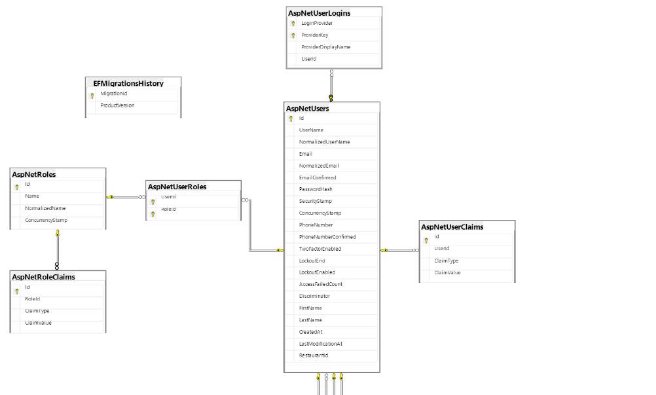 AspNetUserLogins
LoginProvider
ProviderKey
ProviderDisplayName
UserId
EFMigrationsHistory
MigrationId
ProductVersion
AspNetUsers
Id
UserName
NormalizedUserName
Email
NormalizedEmail
EmailConfirmed
PasswordHash
SecurityStamp
ConcurrencyStamp
PhoneNumber
PhoneNumberConfirmed
TwoFactorEnabled
LockoutEnd
LockoutEnabled
AccessFailedCount
Discriminator
FirstName
LastName
CreatedAt
LastModificationAt
RestaurantId
AspNetRoles
Id
Name
NormalizedName
ConcurrencyStamp
AspNetUserRoles
UserId
RoleId
AspNetUserClaims
Id
UserId
ClaimType
ClaimValue
AspNetRoleClaims
Id
RoleId
ClaimType
ClaimValue